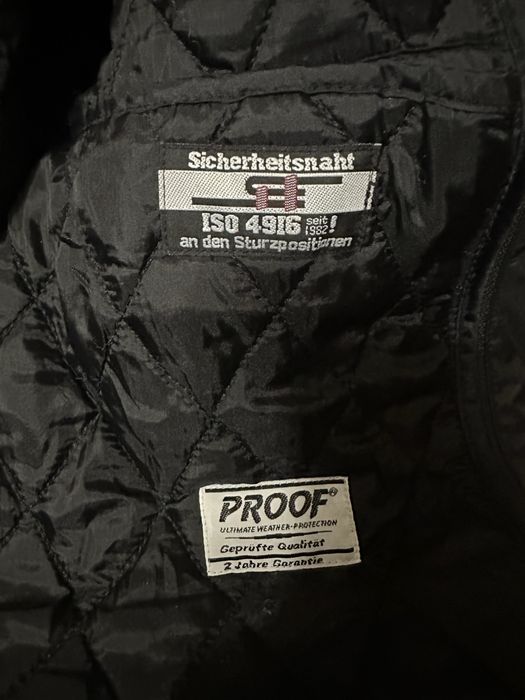 Sicherheitsnaht
ISO 4916 seit 1982!
an den Sturzpositionen
PROOF®
ULTIMATE WEATHER-PROTECTION
Geprüfte Qualität
2 Jahre Garantie